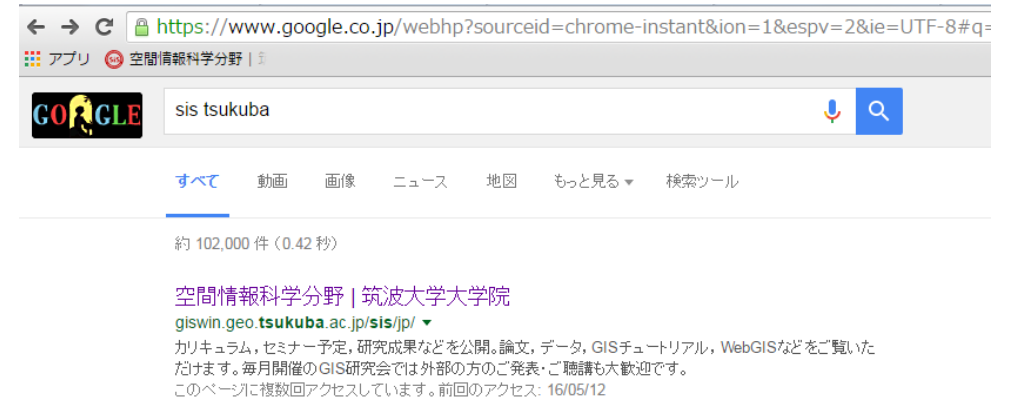 https://www.google.co.jp/webhp?sourceid=chrome-instant&ion=1&espv=2&ie=UTF-8#q=
アプリ 空間情報科学分野 |
GOOGLE sis tsukuba
すべて 動画 画像 ニュース 地図 もっと見る 検索ツール
約 102,000 件 (0.42 秒)
空間情報科学分野 | 筑波大学大学院
giswin.geo.tsukuba.ac.jp/sis/jp/
カリキュラム，セミナー予定，研究成果などを公開。論文，データ，GISチュートリアル，WebGISなどをご覧いた
だけます。毎月開催のGIS研究会では外部の方のご発表・ご聴講も大歓迎です。
このページに複数回アクセスしています。前回のアクセス: 16/05/12